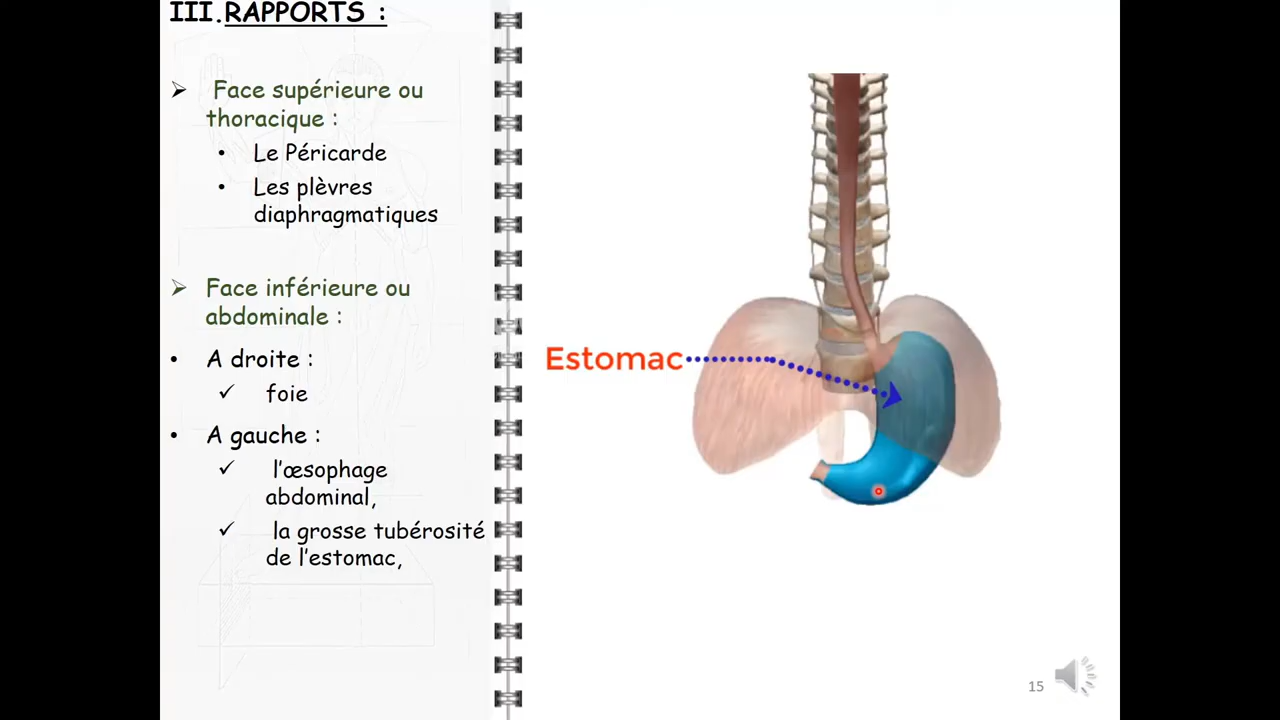 III. RAPPORTS :
➢ Face supérieure ou
thoracique :
• Le Péricarde
• Les plèvres
diaphragmatiques
➢ Face inférieure ou
abdominale :
• A droite :
✓ foie
• A gauche :
✓ l'œsophage
abdominal,
✓ la grosse tubérosité
de l'estomac,
Estomac
15